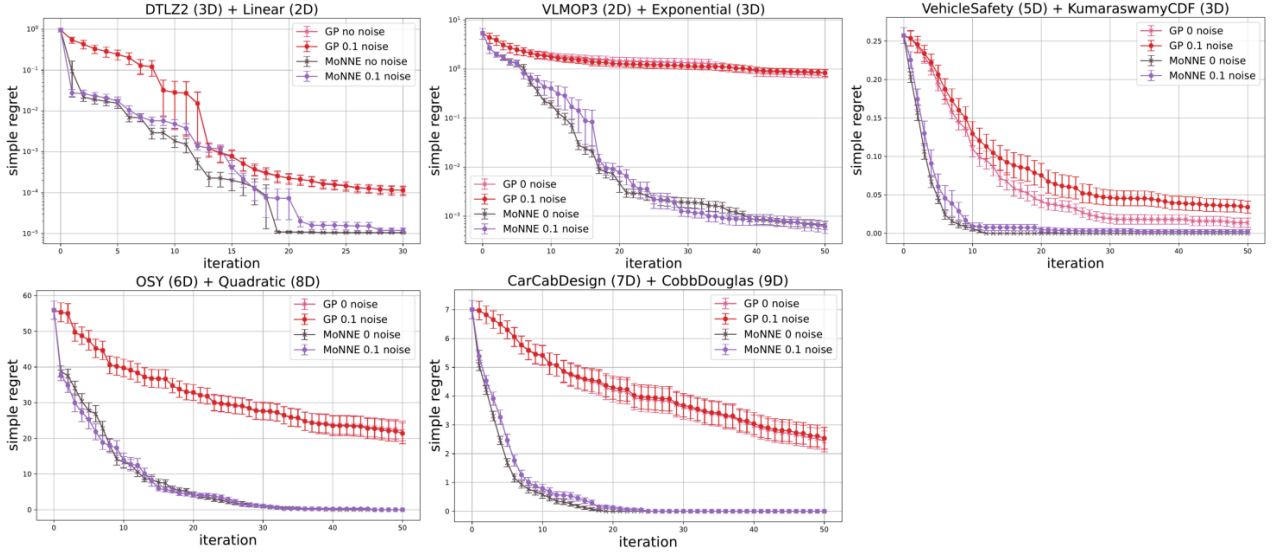 DTLZ2 (3D) + Linear (2D)
simple regret
10⁰
10⁻¹
10⁻²
10⁻³
10⁻⁴
10⁻⁵
GP no noise
GP 0.1 noise
MoNNE no noise
MoNNE 0.1 noise
0 5 10 15 20 25 30
iteration
VLMOP3 (2D) + Exponential (3D)
simple regret
10¹
10⁰
10⁻¹
10⁻²
10⁻³
GP 0 noise
GP 0.1 noise
MoNNE 0 noise
MoNNE 0.1 noise
0 10 20 30 40 50
iteration
VehicleSafety (5D) + KumaraswamyCDF (3D)
simple regret
0.25
0.20
0.15
0.10
0.05
0.00
GP 0 noise
GP 0.1 noise
MoNNE 0 noise
MoNNE 0.1 noise
0 10 20 30 40 50
iteration
OSY (6D) + Quadratic (8D)
simple regret
60
50
40
30
20
10
0
GP 0 noise
GP 0.1 noise
MoNNE 0 noise
MoNNE 0.1 noise
0 10 20 30 40 50
iteration
CarCabDesign (7D) + CobbDouglas (9D)
simple regret
7
6
5
4
3
2
1
0
GP 0 noise
GP 0.1 noise
MoNNE 0 noise
MoNNE 0.1 noise
0 10 20 30 40 50
iteration